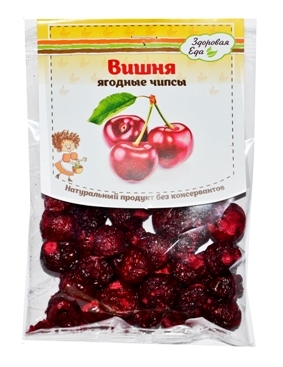 Здоровая
Еда
Вишня
ягодные чипсы
Натуральный продукт без консервантов